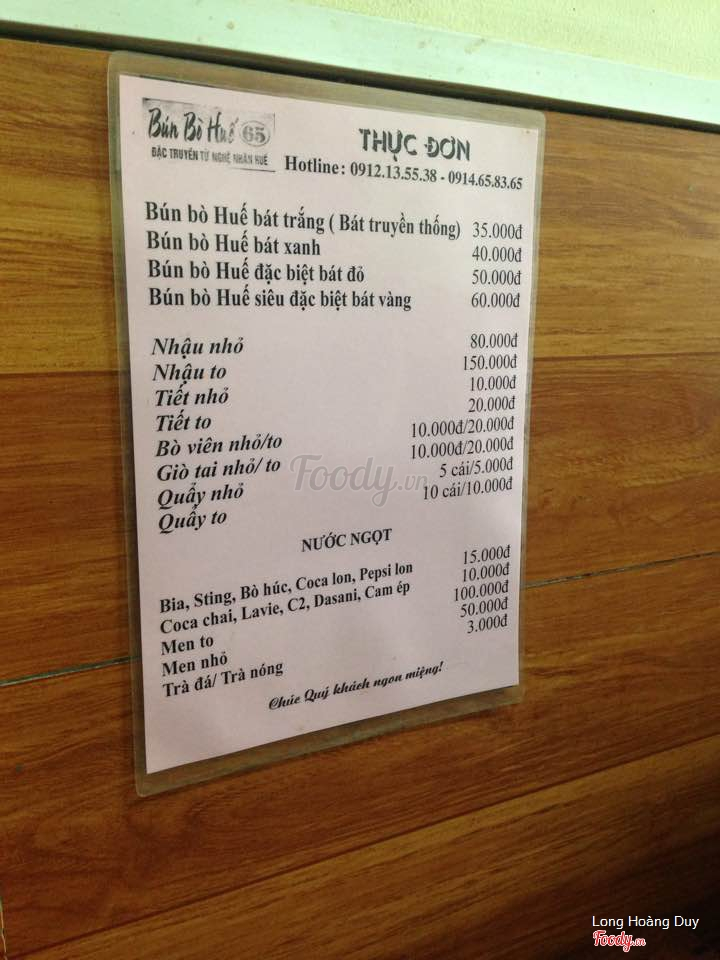 Bún Bò Huế 65
ĐẶC TRUYỀN TỪ NGHỆ NHÂN HUẾ
THỰC ĐƠN
Hotline: 0912.13.55.38 - 0914.65.83.65
Bún bò Huế bát trắng ( Bát truyền thống) 35.000đ
Bún bò Huế bát xanh 40.000đ
Bún bò Huế đặc biệt bát đỏ 50.000đ
Bún bò Huế siêu đặc biệt bát vàng 60.000đ
Nhậu nhỏ 80.000đ
Nhậu to 150.000đ
Tiết nhỏ 10.000đ
Tiết to 20.000đ
Bò viên nhỏ/to 10.000đ/20.000đ
Giò tai nhỏ/ to 10.000đ/20.000đ
Quẩy nhỏ 5 cái/5.000đ
Quẩy to 10 cái/10.000đ
Foody.vn
NƯỚC NGỌT
Bia, Sting, Bò húc, Coca lon, Pepsi lon 15.000đ
Coca chai, Lavie, C2, Dasani, Cam ép 10.000đ
Men to 100.000đ
Men nhỏ 50.000đ
Trà đá/ Trà nóng 3.000đ
Chúc Quý khách ngon miệng!
Long Hoàng Duy
Foody.vn